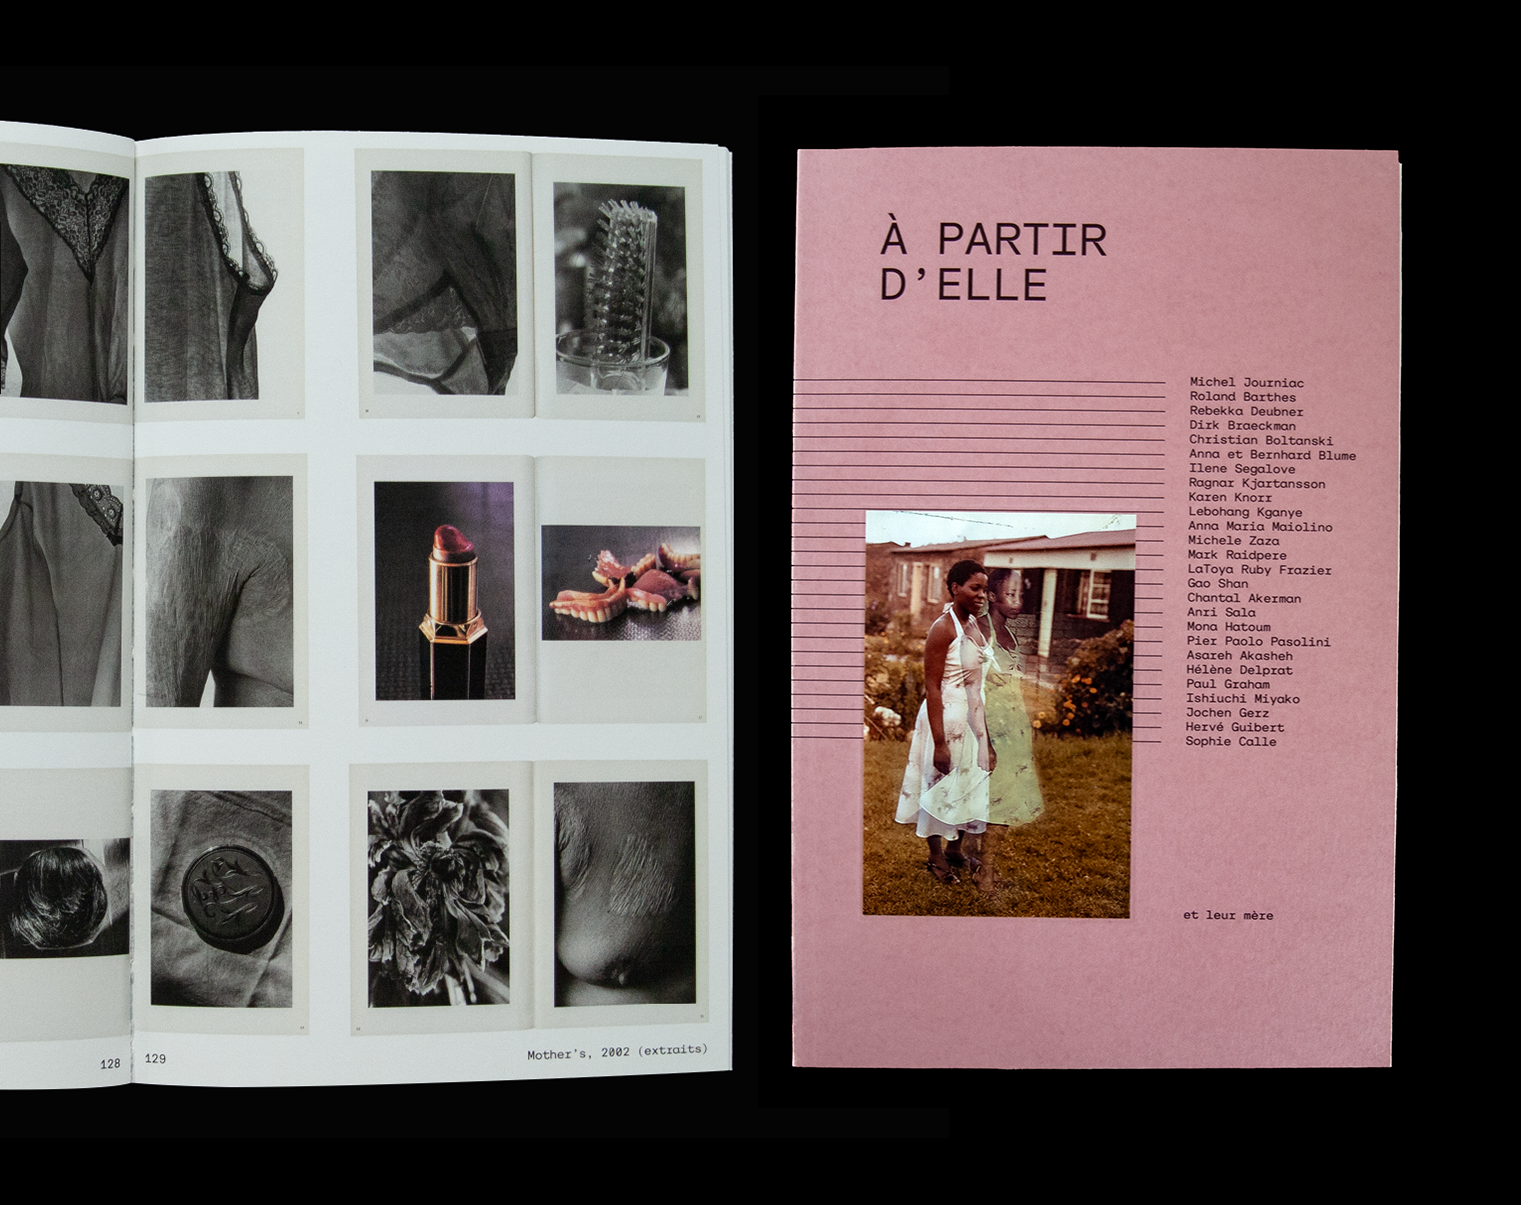 128
129
Mother's, 2002 (extraits)
À PARTIR
D'ELLE
Michel Journiac
Roland Barthes
Rebekka Deubner
Dirk Braeckman
Christian Boltanski
Anna et Bernhard Blume
Ilene Segalove
Ragnar Kjartansson
Karen Knorr
Lebohang Kganye
Anna Maria Maiolino
Michele Zaza
Mark Raidpere
LaToya Ruby Frazier
Gao Shan
Chantal Akerman
Anri Sala
Mona Hatoum
Pier Paolo Pasolini
Asareh Akasheh
Hélène Delprat
Paul Graham
Ishiuchi Miyako
Jochen Gerz
Hervé Guibert
Sophie Calle
et leur mère